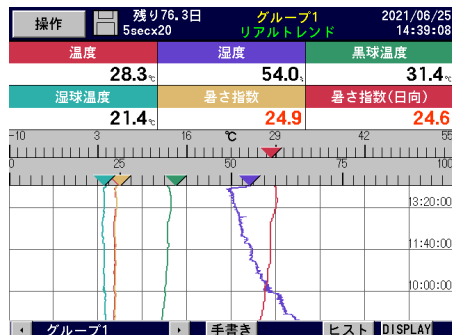 操作 残り76.3日 グループ1 2021/06/25
5secx20 リアルトレンド 14:39:08
温度 湿度 黒球温度
28.3℃ 54.0% 31.4℃
湿球温度 暑さ指数 暑さ指数(日向)
21.4℃ 24.9 24.6
-10 3 16 ℃ 29 42 55
0 25 50 75 100
13:20:00
11:40:00
10:00:00
グループ1 手書き ヒスト DISPLAY